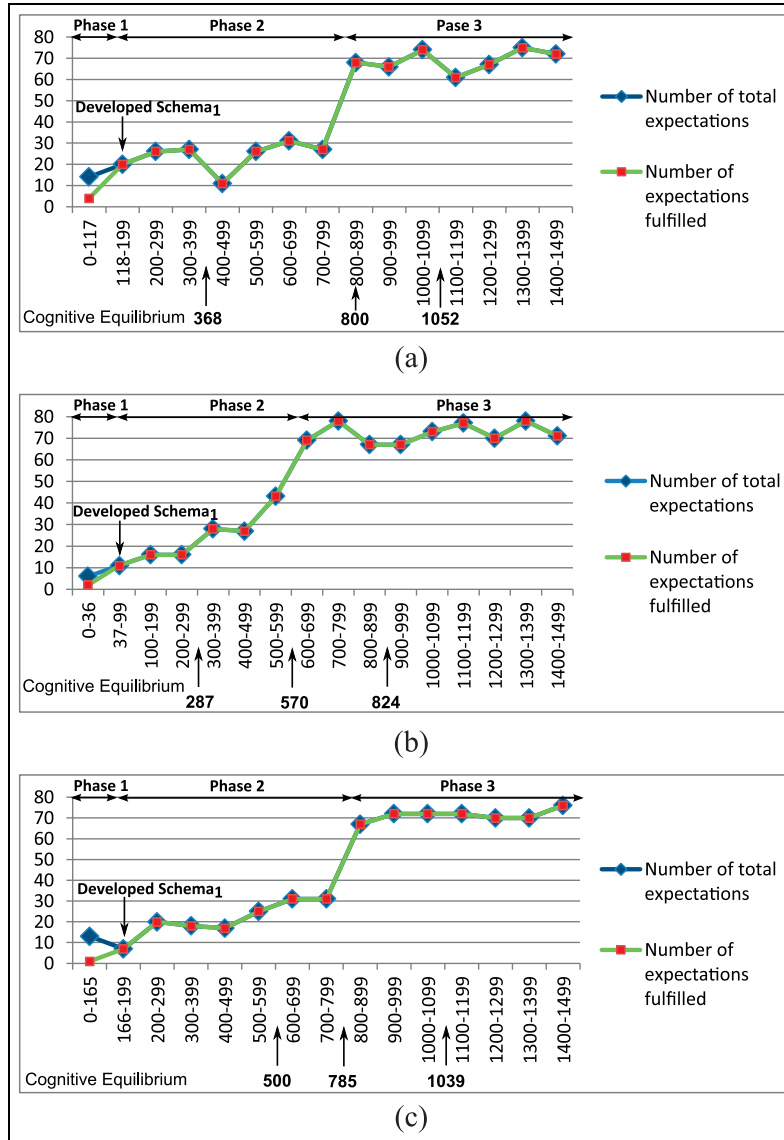 (a)
Phase 1 Phase 2 Pase 3
80
70
60
50
40
30
20
10
0
Developed Schema1
Number of total
expectations
Number of
expectations
fulfilled
0-117
118-199
200-299
300-399
400-499
500-599
600-699
700-799
800-899
900-999
1000-1099
1100-1199
1200-1299
1300-1399
1400-1499
Cognitive Equilibrium 368 800 1052
(a)
Phase 1 Phase 2 Phase 3
80
70
60
50
40
30
20
10
0
Developed Schema1
Number of total
expectations
Number of
expectations
fulfilled
0-36
37-99
100-199
200-299
300-399
400-499
500-599
600-699
700-799
800-899
900-999
1000-1099
1100-1199
1200-1299
1300-1399
1400-1499
Cognitive Equilibrium 287 570 824
(b)
Phase 1 Phase 2 Phase 3
80
70
60
50
40
30
20
10
0
Developed Schema1
Number of total
expectations
Number of
expectations
fulfilled
0-165
166-199
200-299
300-399
400-499
500-599
600-699
700-799
800-899
900-999
1000-1099
1100-1199
1200-1299
1300-1399
1400-1499
Cognitive Equilibrium 500 785 1039
(c)